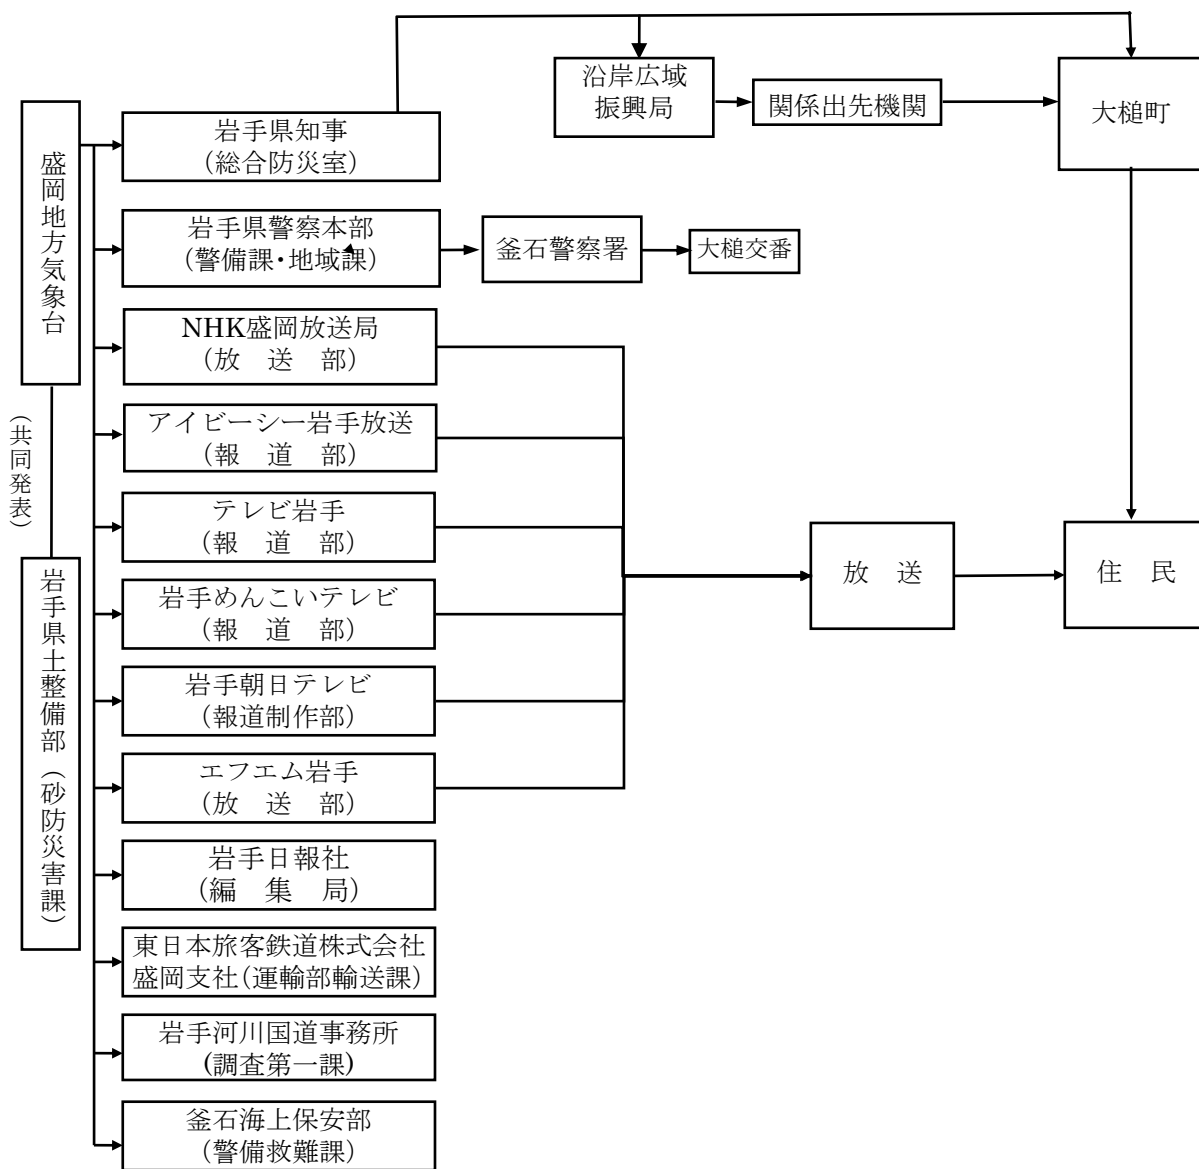 沿岸広域
振興局
関係出先機関
大槌町
盛岡地方気象台
岩手県知事
（総合防災室）
岩手県警察本部
（警備課・地域課）
釜石警察署
大槌交番
NHK盛岡放送局
（放　送　部）
（共同発表）
アイビーシー岩手放送
（報　道　部）
テレビ岩手
（報　道　部）
岩手県土整備部（砂防災害課）
放　送
住　民
岩手めんこいテレビ
（報　道　部）
岩手朝日テレビ
（報道制作部）
エフエム岩手
（放　送　部）
岩手日報社
（編　集　局）
東日本旅客鉄道株式会社
盛岡支社（運輸部輸送課）
岩手河川国道事務所
（調査第一課）
釜石海上保安部
（警備救難課）